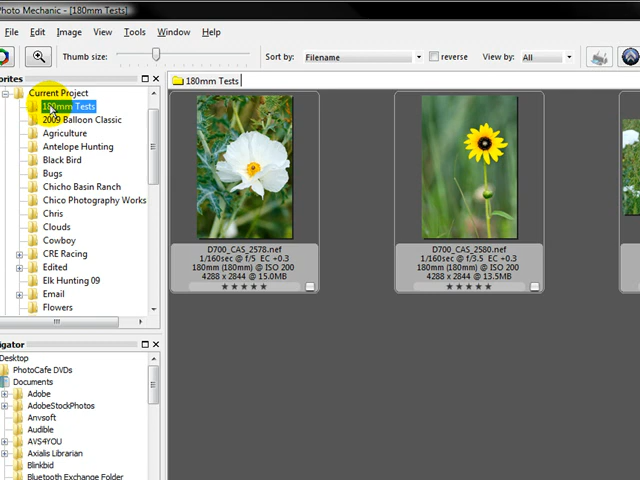 Photo Mechanic - [180mm Tests]
File Edit Image View Tools Window Help
Thumb size: Sort by: Filename reverse View by: All
orites
Current Project
180mm Tests
2009 Balloon Classic
Agriculture
Antelope Hunting
Black Bird
Bugs
Chicho Basin Ranch
Chico Photography Works
Chris
Clouds
Cowboy
CRE Racing
Edited
Elk Hunting 09
Email
Flowers
igator
Desktop
PhotoCafe DVDs
Documents
Adobe
AdobeStockPhotos
Anvsoft
Audible
AVS4YOU
Axialis Librarian
Blinkbid
Bluetooth Exchange Folder
180mm Tests
D700_CAS_2578.nef
1/160sec @ f/5 EC +0.3
180mm (180mm) @ ISO 200
4288 x 2844 @ 15.0MB
D700_CAS_2580.nef
1/160sec @ f/3.5 EC +0.3
180mm (180mm) @ ISO 200
4288 x 2844 @ 13.5MB